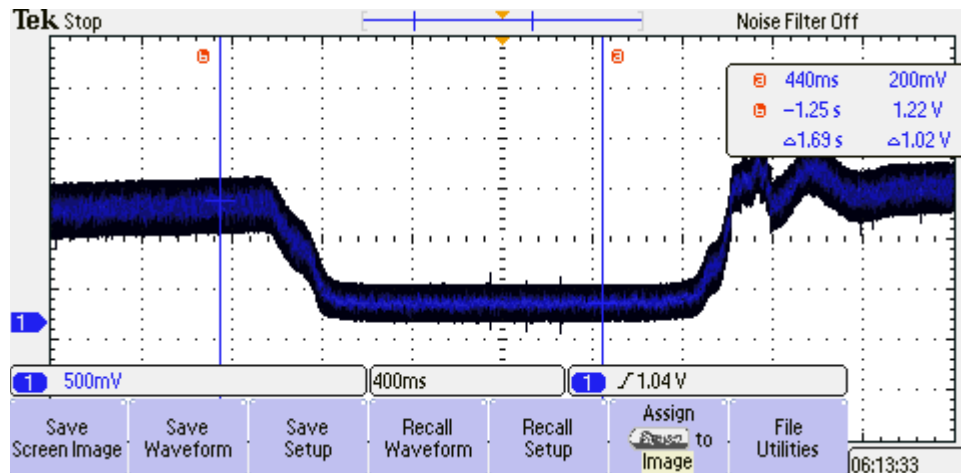 Tek Stop
Noise Filter Off
b
a
a 440ms 200mV
b −1.25 s 1.22 V
△1.69 s △1.02 V
1
1 500mV
400ms
1 ƒ 1.04 V
Save
Screen Image
Save
Waveform
Save
Setup
Recall
Waveform
Recall
Setup
Assign
to
Image
File
Utilities
06:13:33